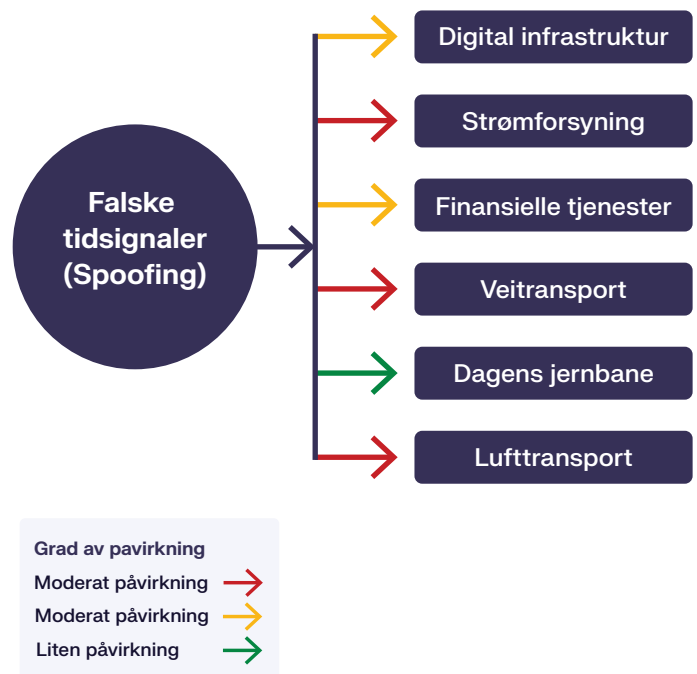 Digital infrastruktur
Strømforsyning
Falske
tidsignaler
(Spoofing)
Finansielle tjenester
Veitransport
Dagens jernbane
Lufttransport
Grad av pavirkning
Moderat påvirkning
Moderat påvirkning
Liten påvirkning